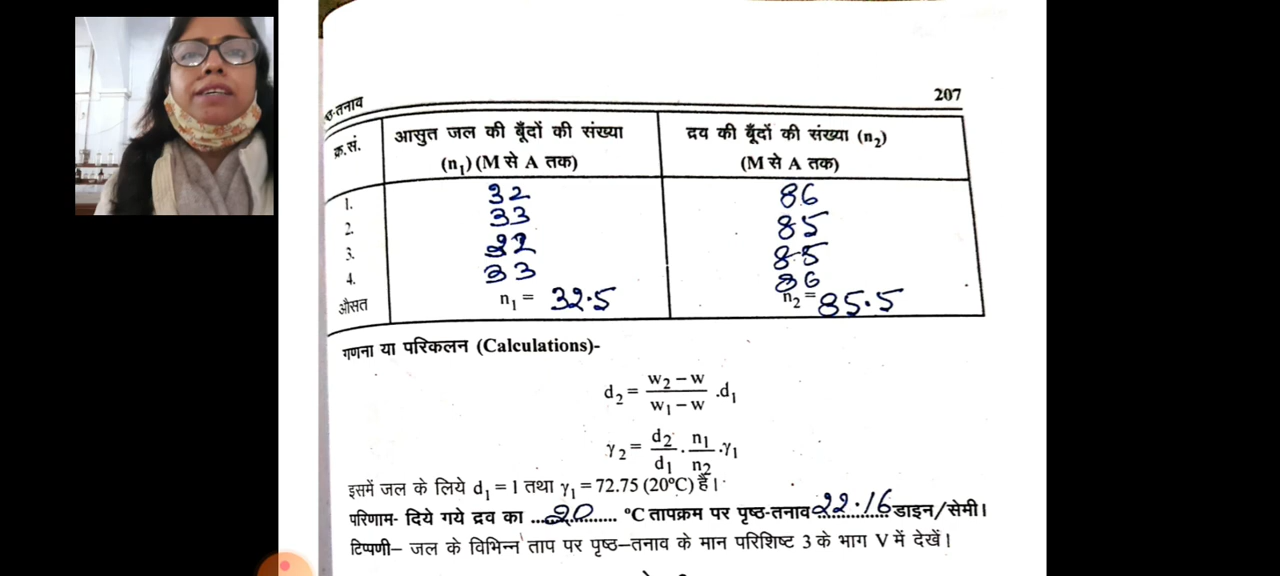 207
ष्ठ-तनाव
क्र.सं. आसुत जल की बूँदों की संख्या द्रव की बूँदों की संख्या (n₂)
(n₁) (M से A तक) (M से A तक)
1. 32 86
2. 33 85
3. 32 85
4. 33 86
औसत n₁ = 32.5 n₂ = 85.5
गणना या परिकलन (Calculations)-
d₂ = (w₂ – w)/(w₁ – w) .d₁
γ₂ = d₂/d₁ . n₁/n₂ .γ₁
इसमें जल के लिये d₁ = 1 तथा γ₁ = 72.75 (20°C) हैं।
परिणाम- दिये गये द्रव का ....20.... °C तापक्रम पर पृष्ठ-तनाव 22.16 डाइन/सेमी।
टिप्पणी– जल के विभिन्न ताप पर पृष्ठ–तनाव के मान परिशिष्ट 3 के भाग V में देखें।